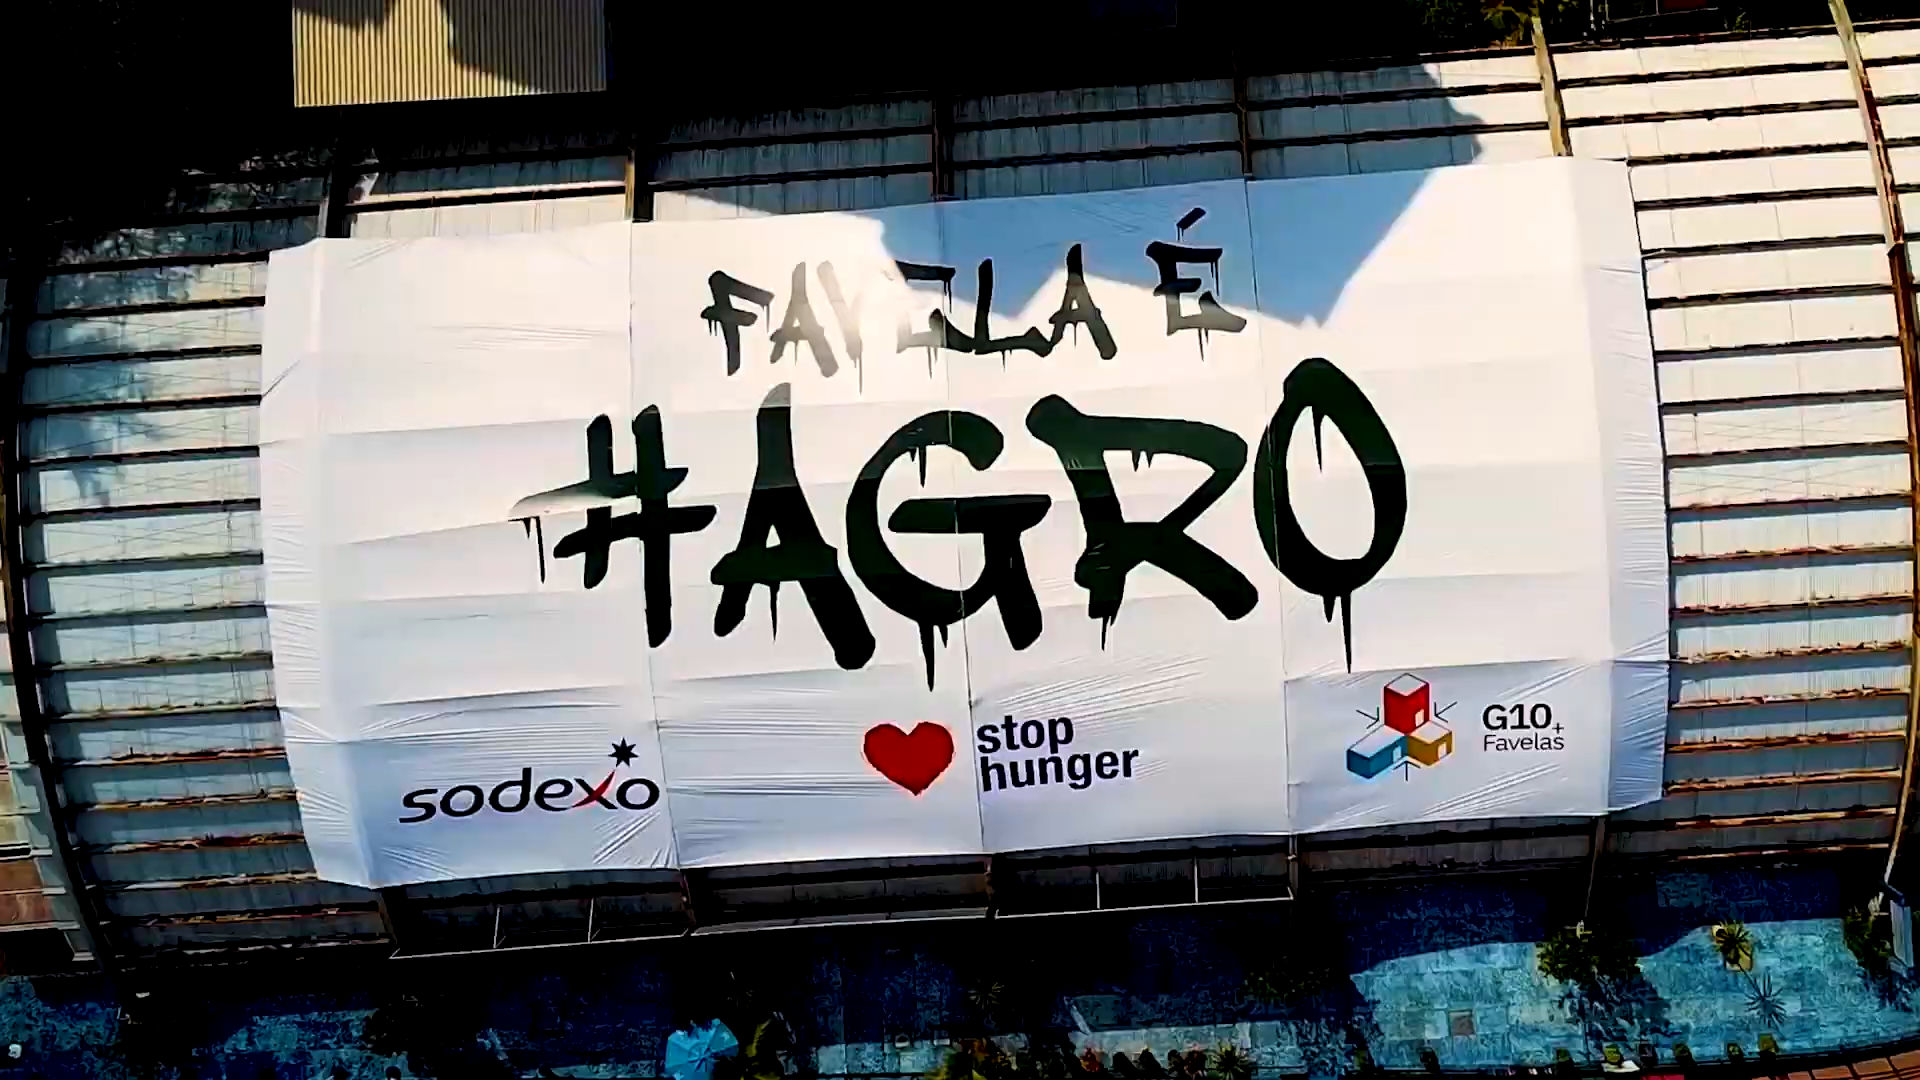 FAVELA É
#AGRO
sodexo
stop
hunger
G10+
Favelas